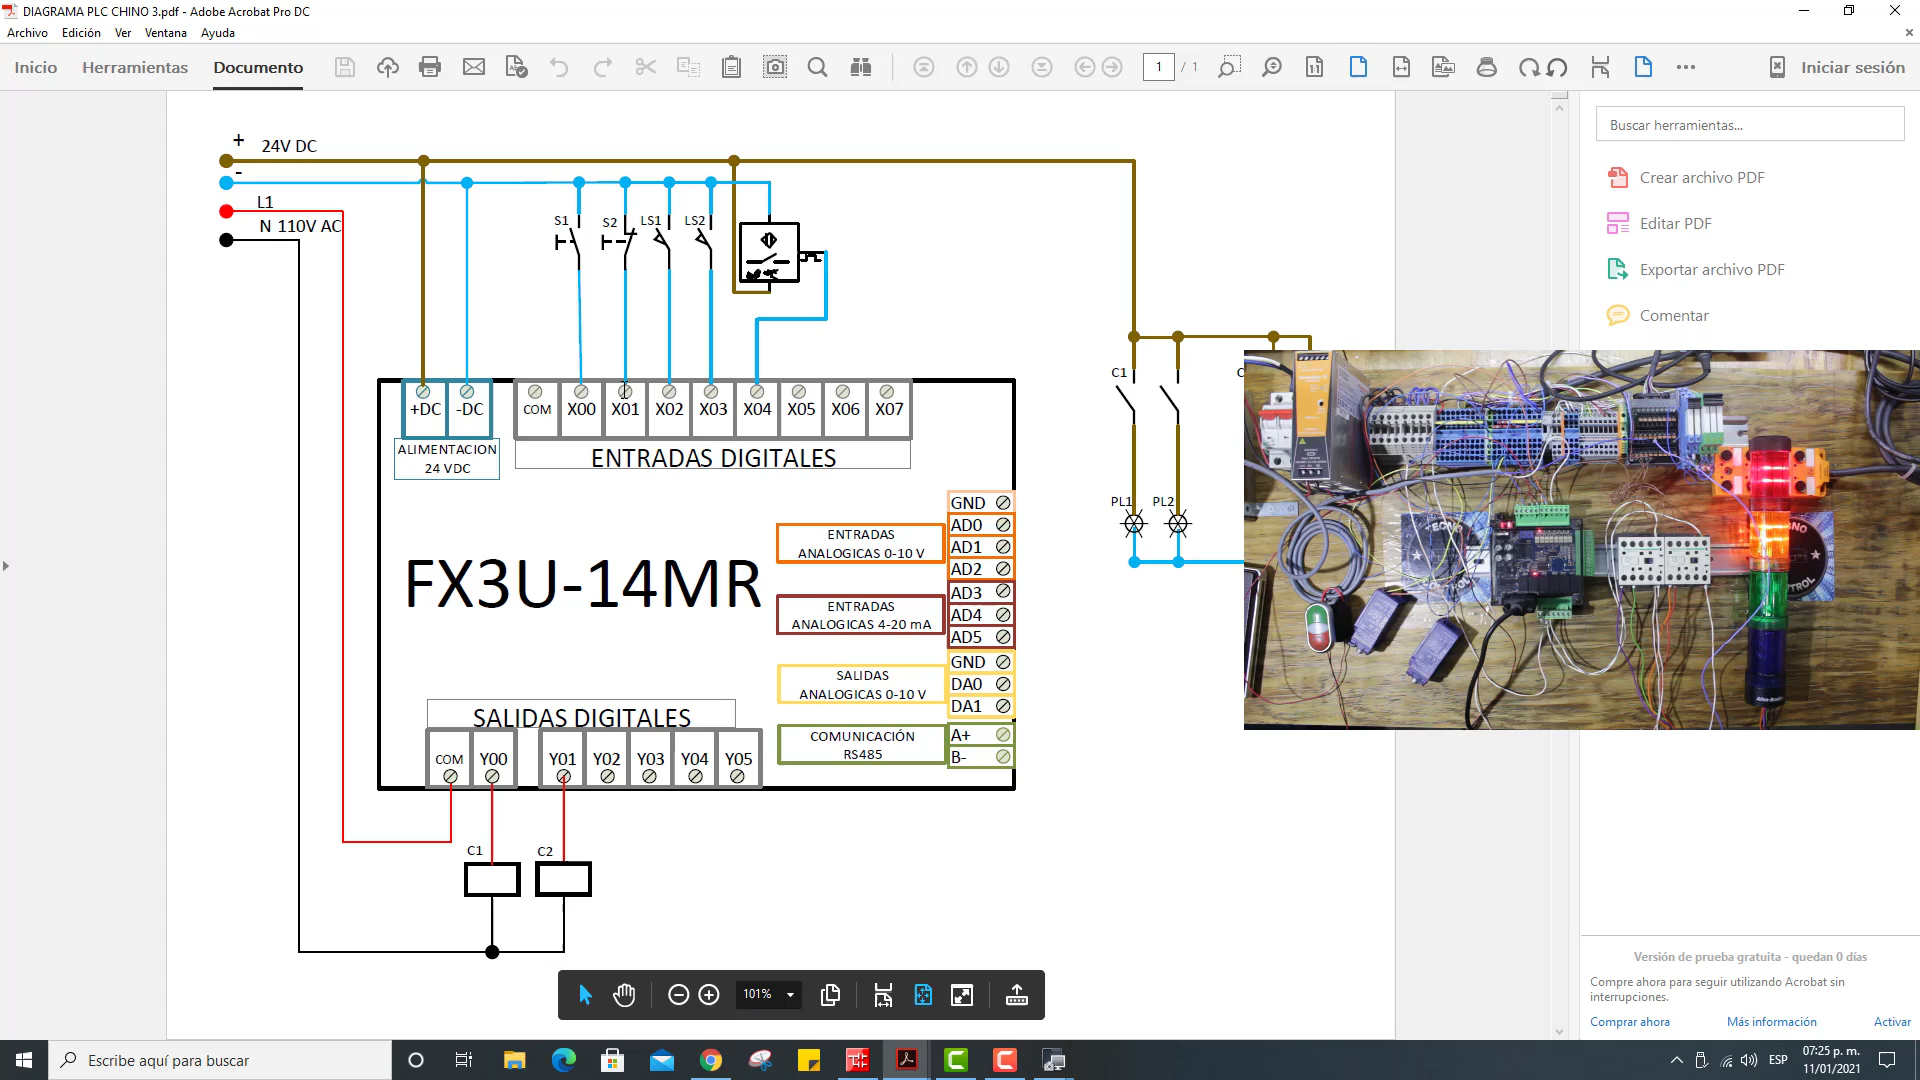 DIAGRAMA PLC CHINO 3.pdf - Adobe Acrobat Pro DC
Archivo Edición Ver Ventana Ayuda
Inicio Herramientas Documento 1 / 1 Iniciar sesión
Buscar herramientas...
Crear archivo PDF
Editar PDF
Exportar archivo PDF
Comentar
+ 24V DC
-
L1
N 110V AC
S1 S2 LS1 LS2
+DC -DC
ALIMENTACION
24 VDC
COM X00 X01 X02 X03 X04 X05 X06 X07
ENTRADAS DIGITALES
C1
C
PL1 PL2
FX3U-14MR
ENTRADAS
ANALOGICAS 0-10 V
GND
AD0
AD1
AD2
ENTRADAS
ANALOGICAS 4-20 mA
AD3
AD4
AD5
SALIDAS
ANALOGICAS 0-10 V
GND
DA0
DA1
COMUNICACIÓN
RS485
A+
B-
SALIDAS DIGITALES
COM Y00 Y01 Y02 Y03 Y04 Y05
C1 C2
101%
Versión de prueba gratuita - quedan 0 días
Compre ahora para seguir utilizando Acrobat sin
interrupciones.
Comprar ahora Más información Activar
Escribe aquí para buscar
ESP
07:25 p. m.
11/01/2021